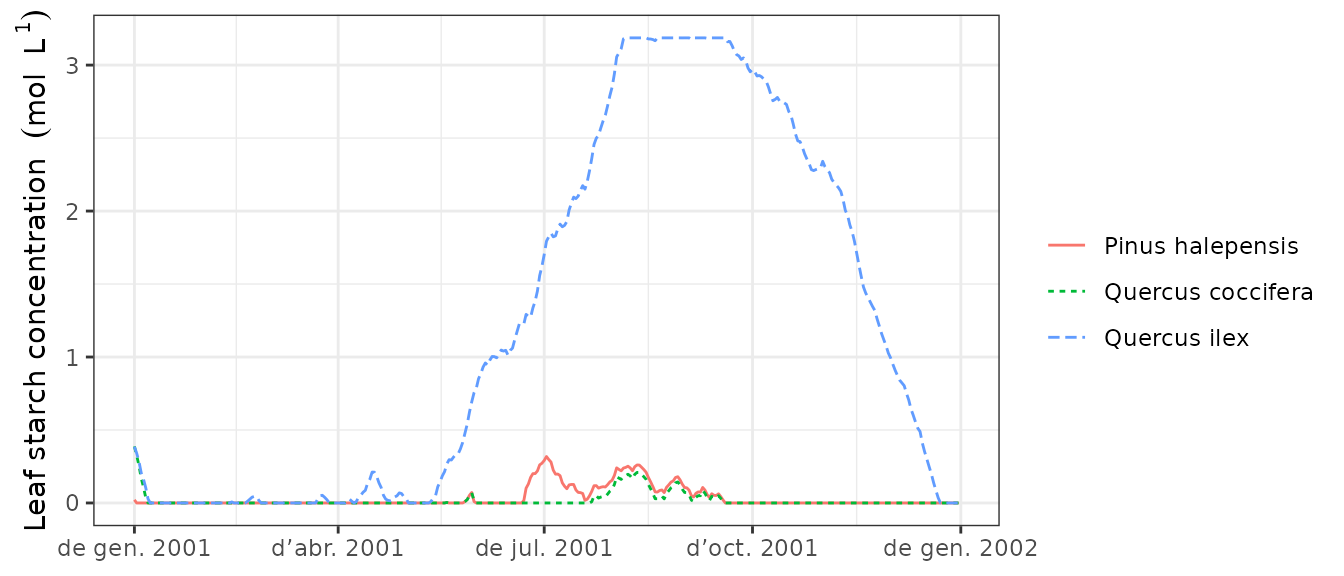 Leaf starch concentration (mol L¹)
3
2
1
0
de gen. 2001
d’abr. 2001
de jul. 2001
d’oct. 2001
de gen. 2002
Pinus halepensis
Quercus coccifera
Quercus ilex